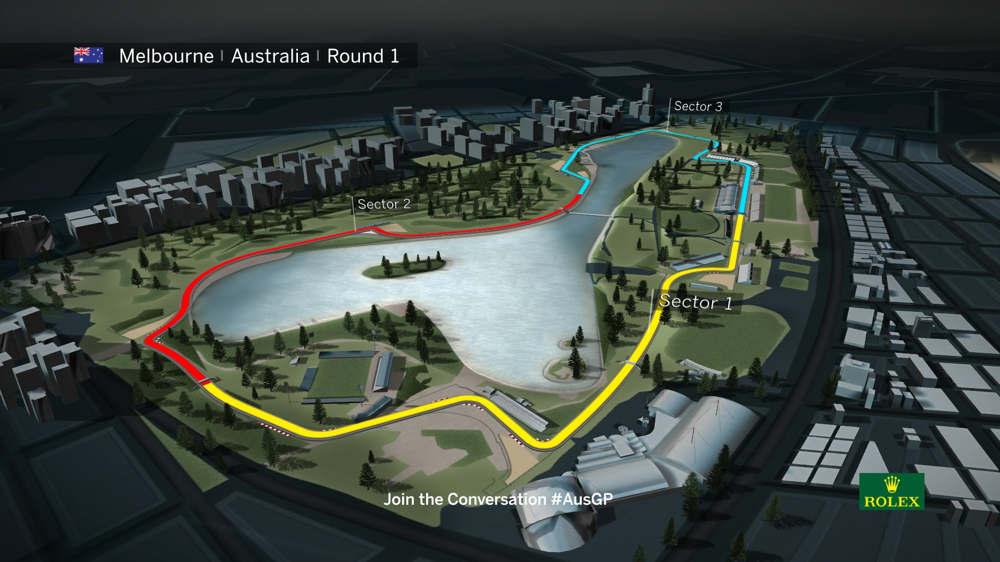 Melbourne | Australia | Round 1
Sector 3
Sector 2
Sector 1
Join the Conversation #AusGP
ROLEX